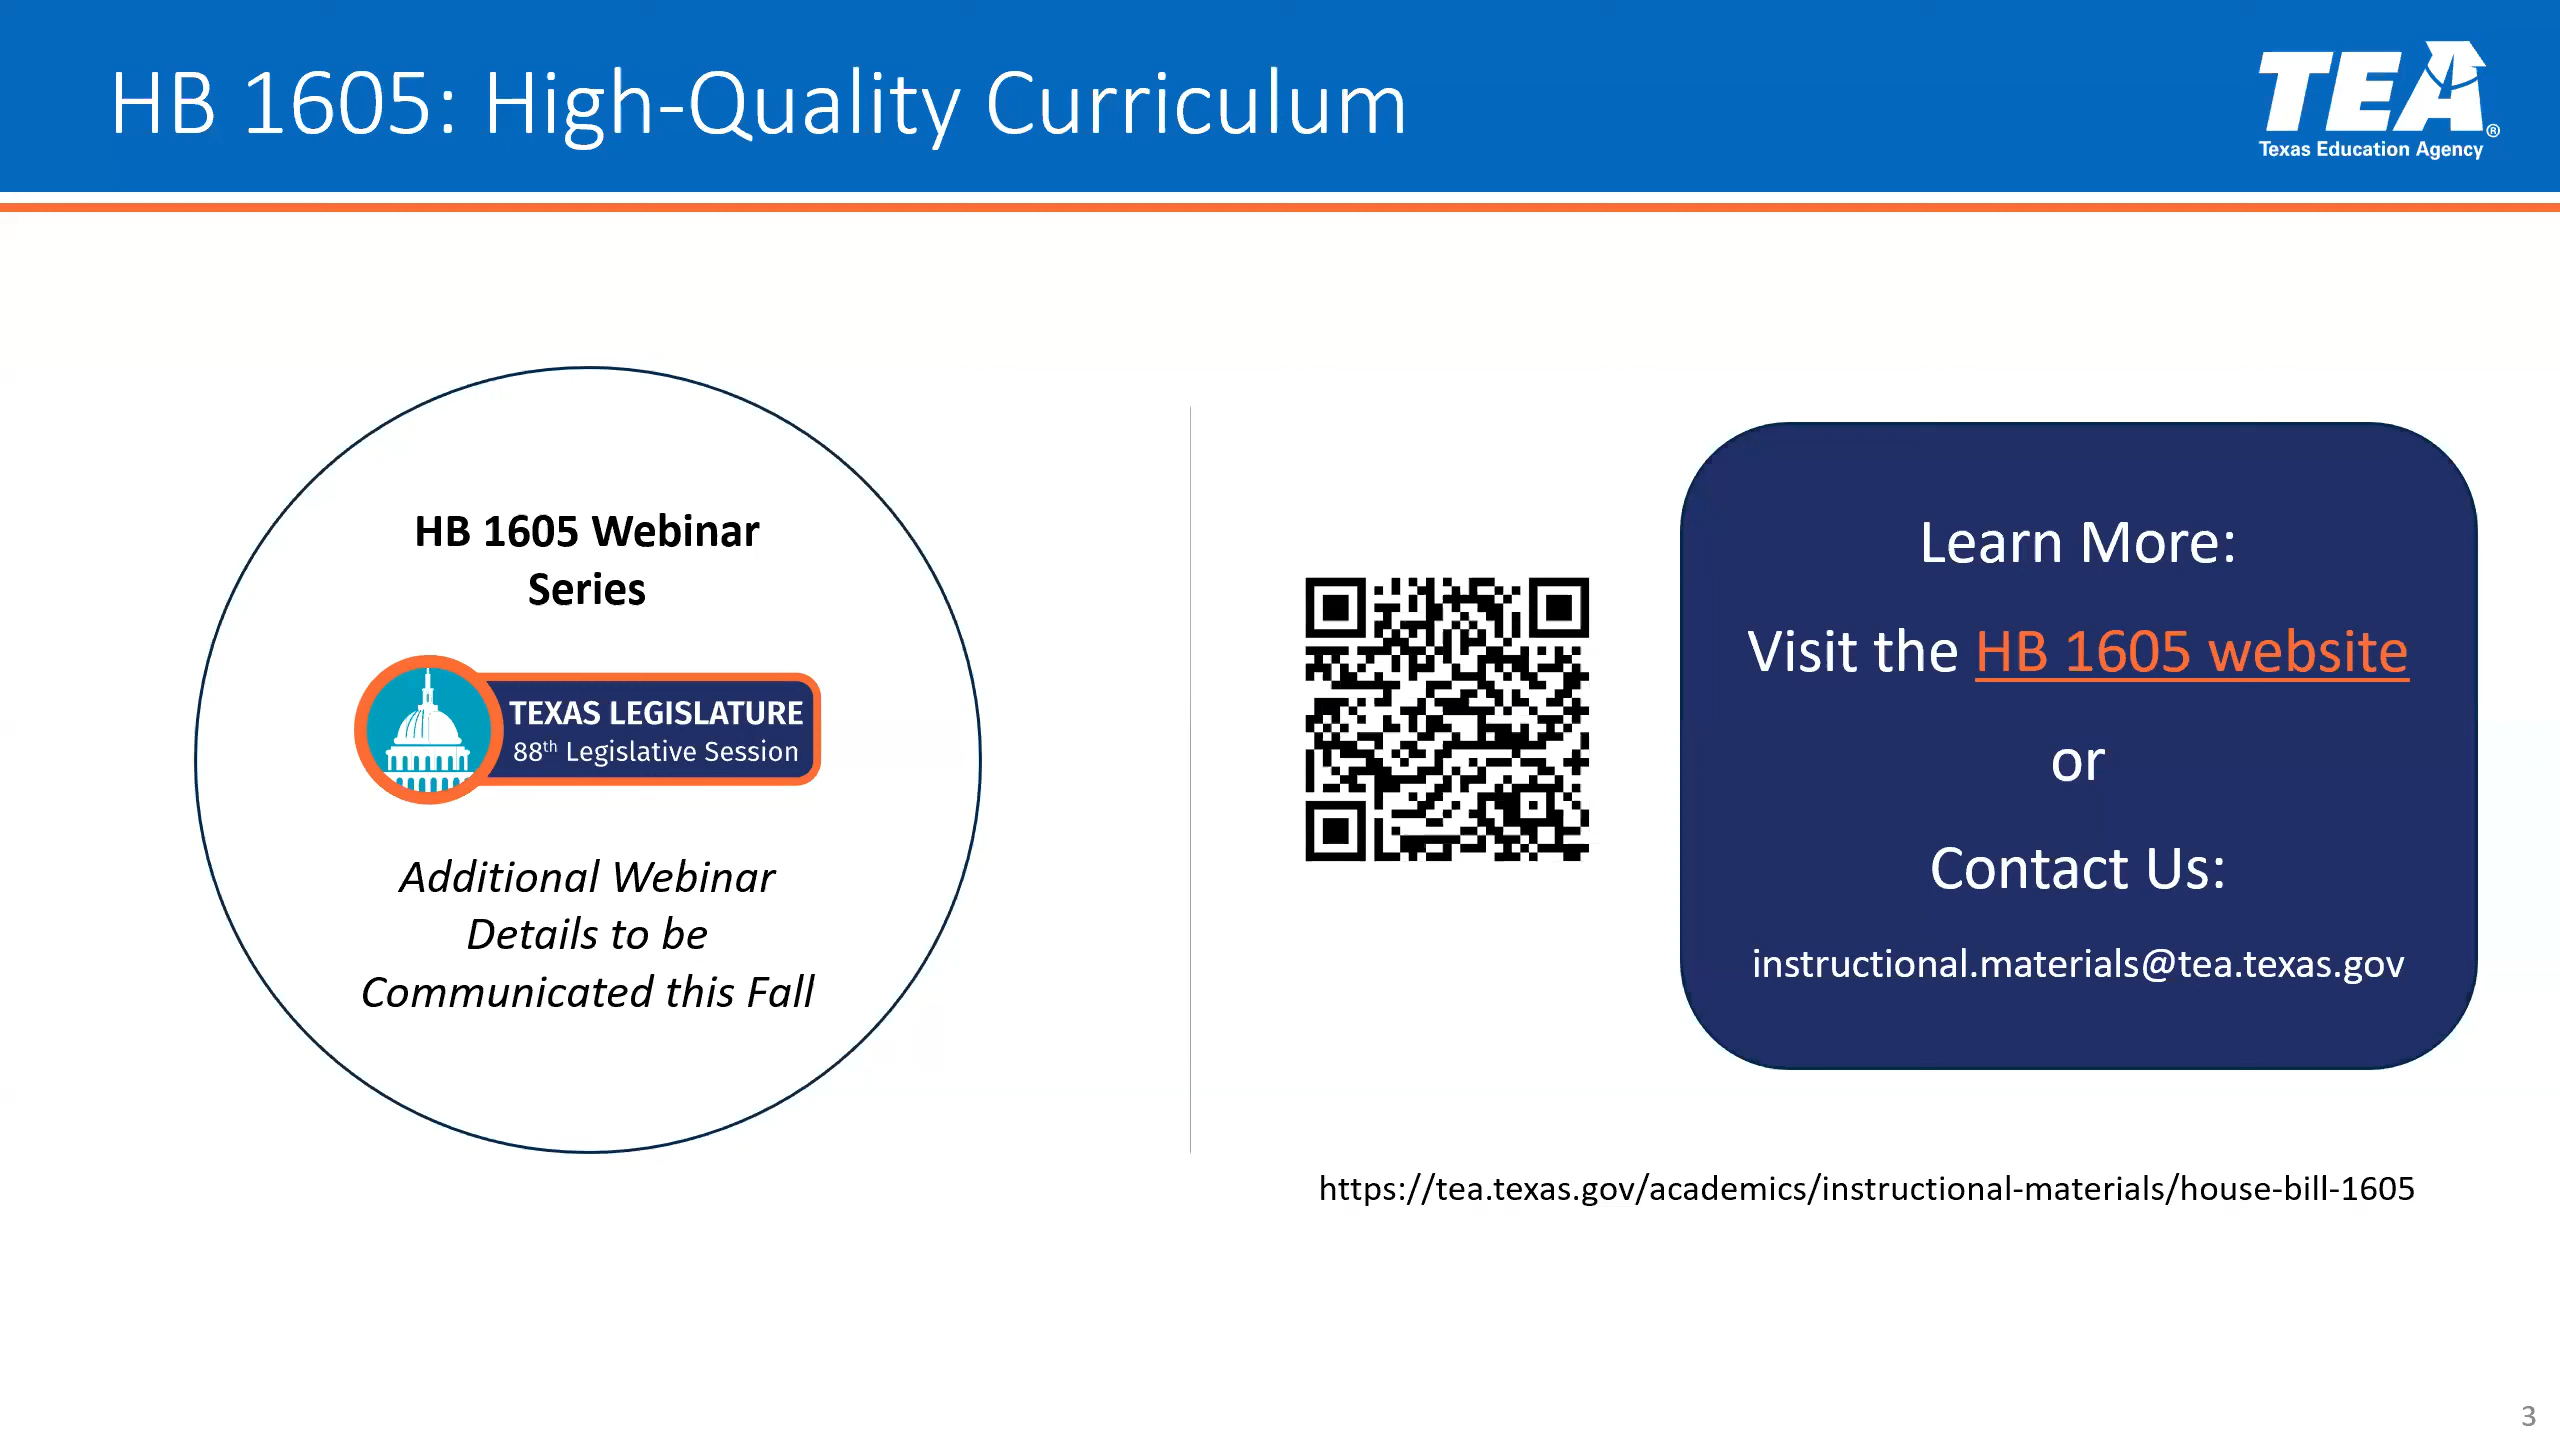 HB 1605: High-Quality Curriculum
TEA®
Texas Education Agency
HB 1605 Webinar
Series
TEXAS LEGISLATURE
88th Legislative Session
Additional Webinar
Details to be
Communicated this Fall
Learn More:
Visit the HB 1605 website
or
Contact Us:
instructional.materials@tea.texas.gov
https://tea.texas.gov/academics/instructional-materials/house-bill-1605
3